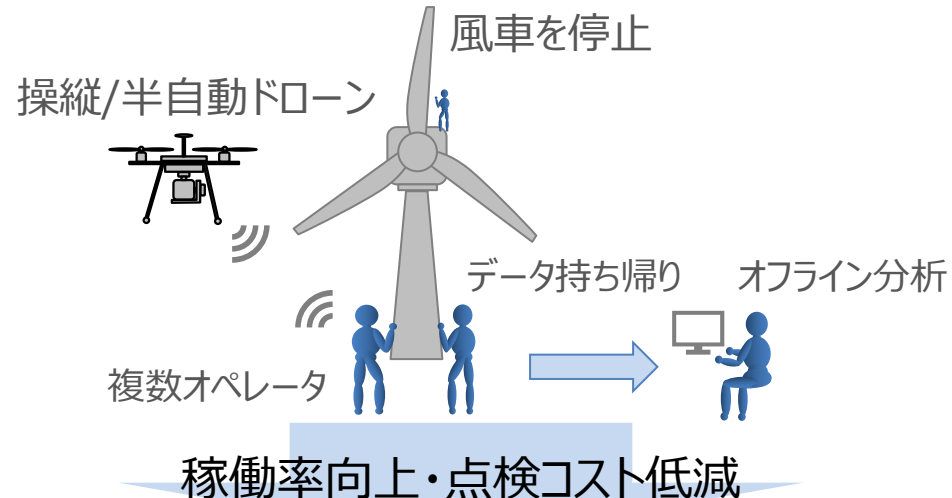 風車を停止
操縦/半自動ドローン
データ持ち帰り
オフライン分析
複数オペレータ
稼働率向上・点検コスト低減